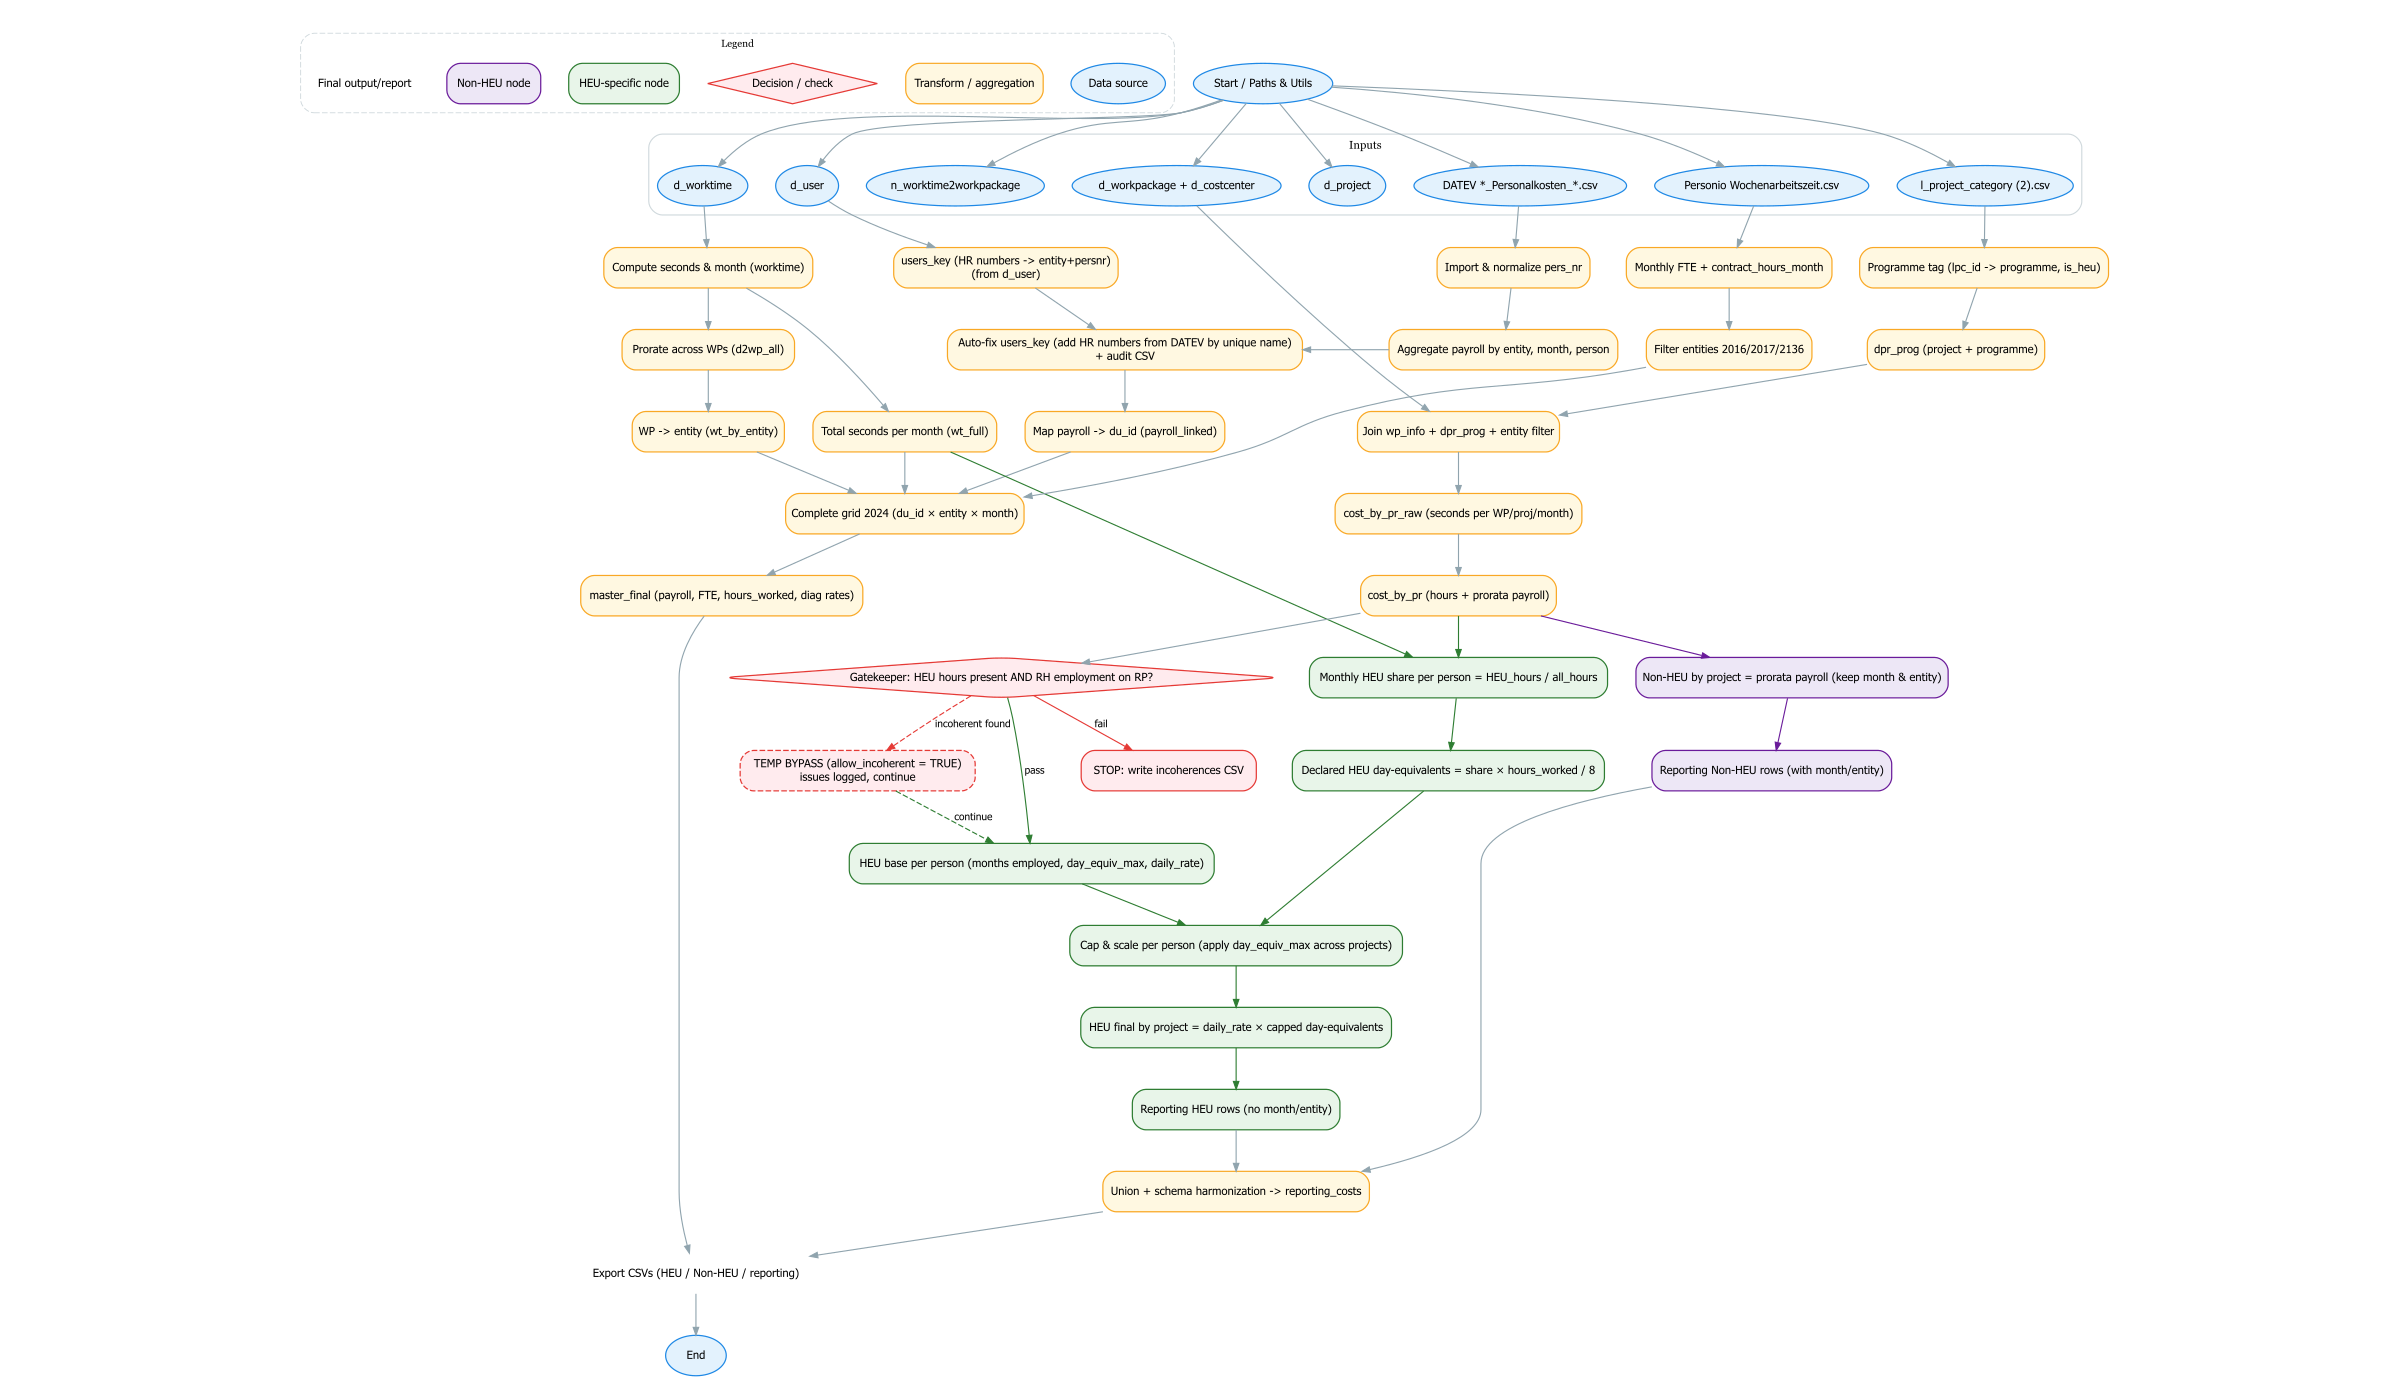 Legend
Final output/report
Non-HEU node
HEU-specific node
Decision / check
Transform / aggregation
Data source
Start / Paths & Utils
Inputs
d_worktime
d_user
n_worktime2workpackage
d_workpackage + d_costcenter
d_project
DATEV *_Personalkosten_*.csv
Personio Wochenarbeitszeit.csv
l_project_category (2).csv
Compute seconds & month (worktime)
users_key (HR numbers -> entity+persnr)
(from d_user)
Import & normalize pers_nr
Monthly FTE + contract_hours_month
Programme tag (lpc_id -> programme, is_heu)
Prorate across WPs (d2wp_all)
Auto-fix users_key (add HR numbers from DATEV by unique name)
+ audit CSV
Aggregate payroll by entity, month, person
Filter entities 2016/2017/2136
dpr_prog (project + programme)
WP -> entity (wt_by_entity)
Total seconds per month (wt_full)
Map payroll -> du_id (payroll_linked)
Join wp_info + dpr_prog + entity filter
Complete grid 2024 (du_id × entity × month)
cost_by_pr_raw (seconds per WP/proj/month)
master_final (payroll, FTE, hours_worked, diag rates)
cost_by_pr (hours + prorata payroll)
Gatekeeper: HEU hours present AND RH employment on RP?
Monthly HEU share per person = HEU_hours / all_hours
Non-HEU by project = prorata payroll (keep month & entity)
incoherent found
fail
TEMP BYPASS (allow_incoherent = TRUE)
issues logged, continue
pass
STOP: write incoherences CSV
Declared HEU day-equivalents = share × hours_worked / 8
Reporting Non-HEU rows (with month/entity)
continue
HEU base per person (months employed, day_equiv_max, daily_rate)
Cap & scale per person (apply day_equiv_max across projects)
HEU final by project = daily_rate × capped day-equivalents
Reporting HEU rows (no month/entity)
Union + schema harmonization -> reporting_costs
Export CSVs (HEU / Non-HEU / reporting)
End